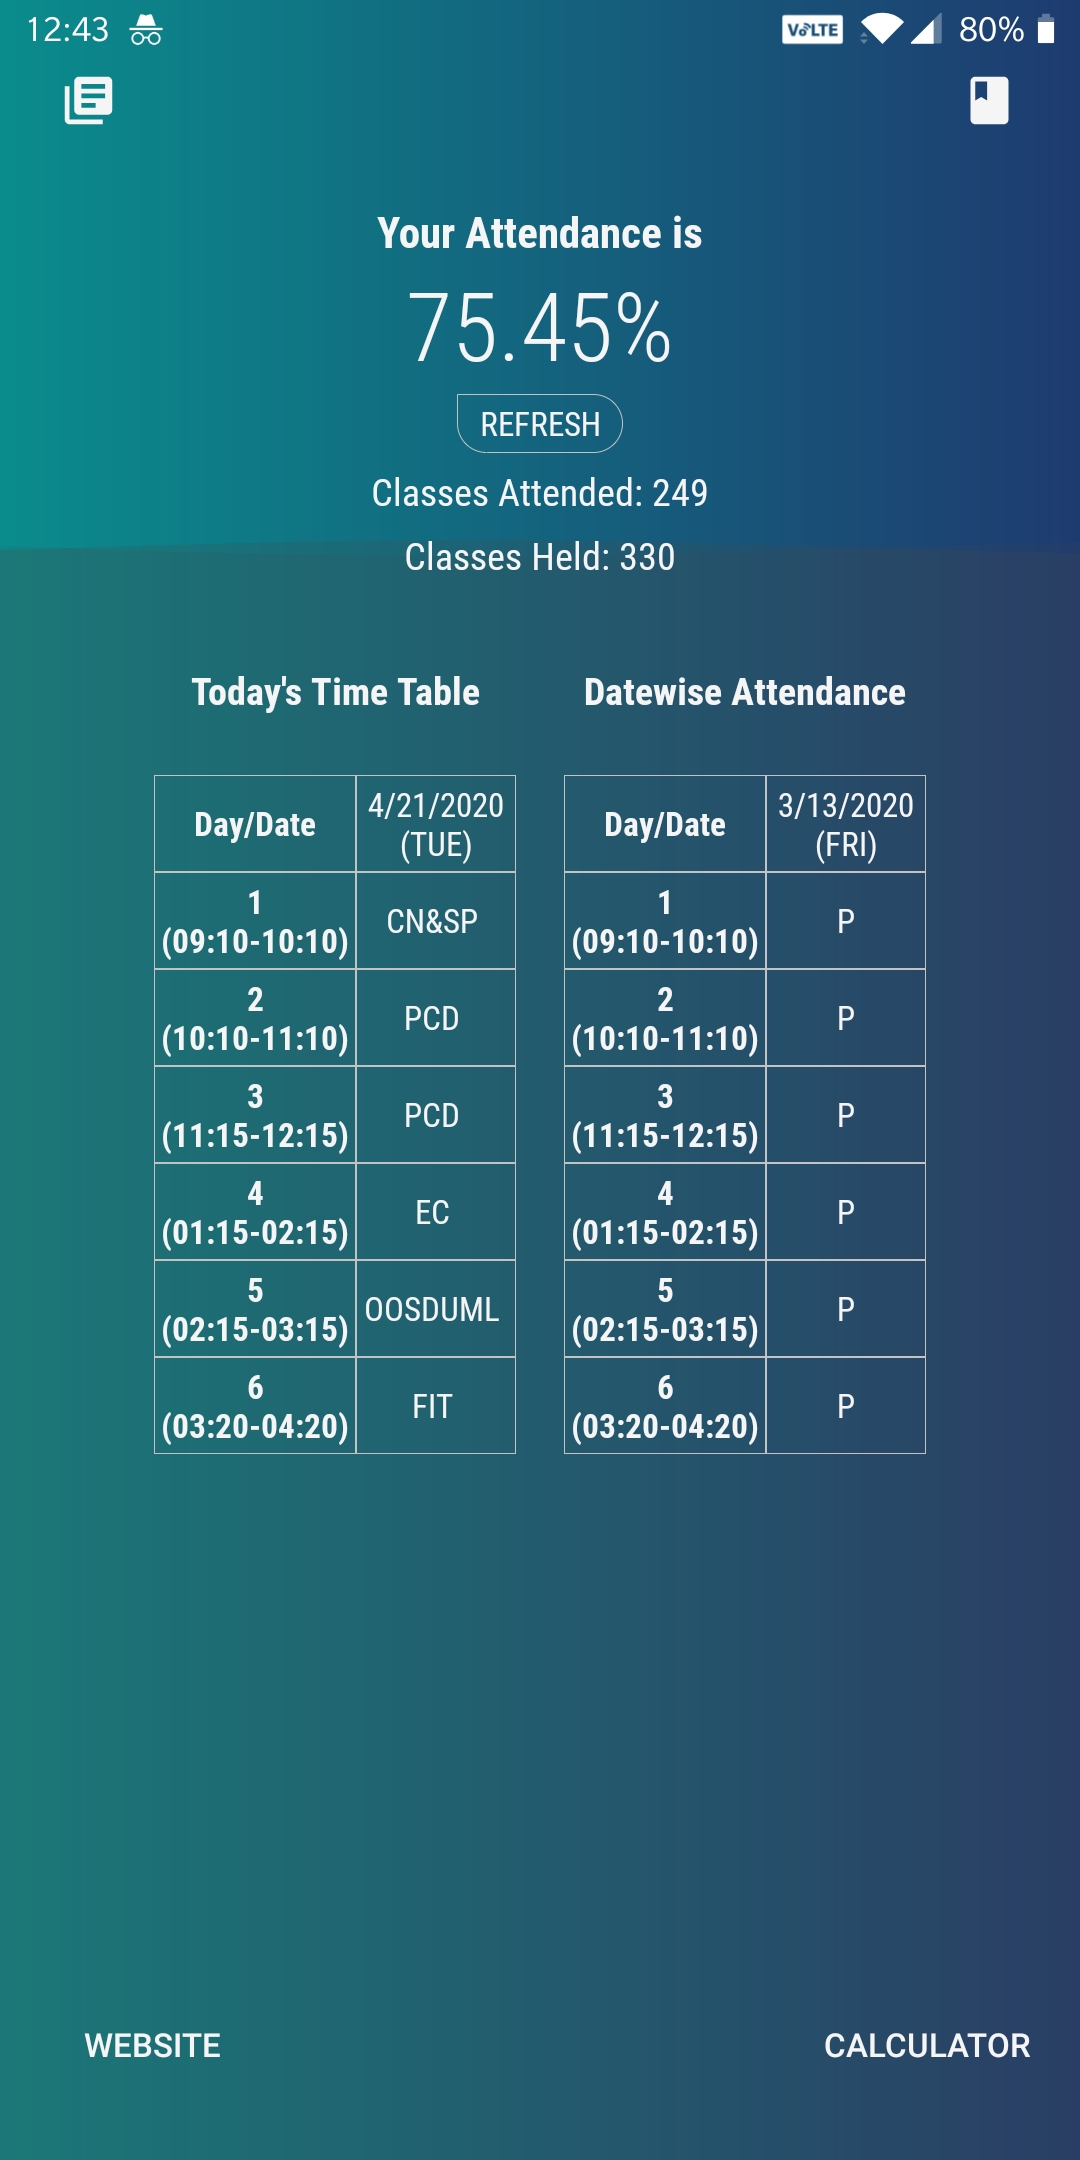 12:43
VoLTE
80%
Your Attendance is
75.45%
REFRESH
Classes Attended: 249
Classes Held: 330
Today's Time Table
Day/Date
4/21/2020
(TUE)
1
(09:10-10:10)
CN&SP
2
(10:10-11:10)
PCD
3
(11:15-12:15)
PCD
4
(01:15-02:15)
EC
5
(02:15-03:15)
OOSDUML
6
(03:20-04:20)
FIT
Datewise Attendance
Day/Date
3/13/2020
(FRI)
1
(09:10-10:10)
P
2
(10:10-11:10)
P
3
(11:15-12:15)
P
4
(01:15-02:15)
P
5
(02:15-03:15)
P
6
(03:20-04:20)
P
WEBSITE
CALCULATOR